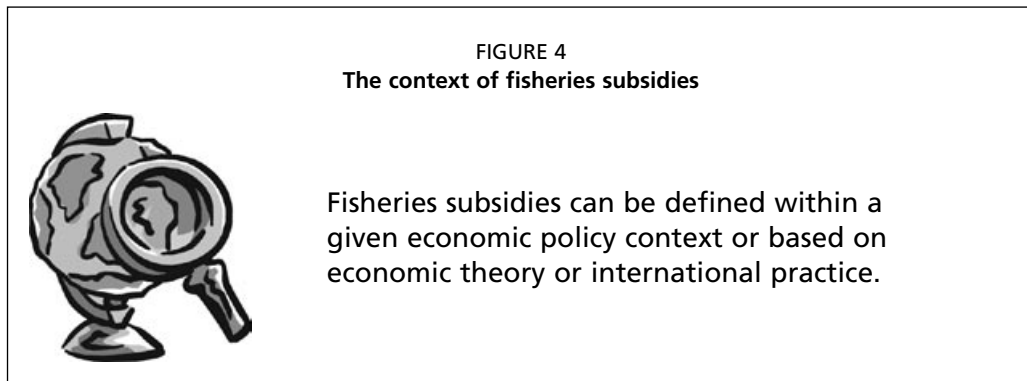 FIGURE 4
The context of fisheries subsidies
Fisheries subsidies can be defined within a
given economic policy context or based on
economic theory or international practice.